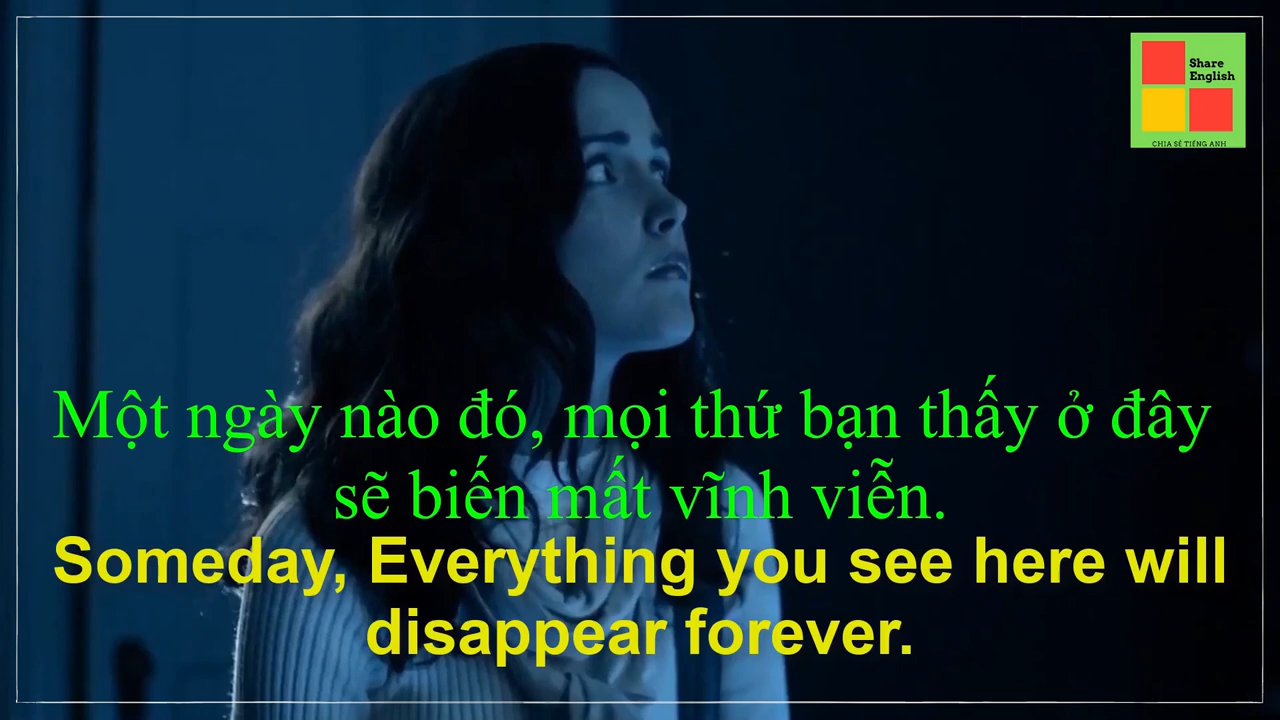 Share
English
CHIA SẺ TIẾNG ANH
Một ngày nào đó, mọi thứ bạn thấy ở đây
sẽ biến mất vĩnh viễn.
Someday, Everything you see here will
disappear forever.